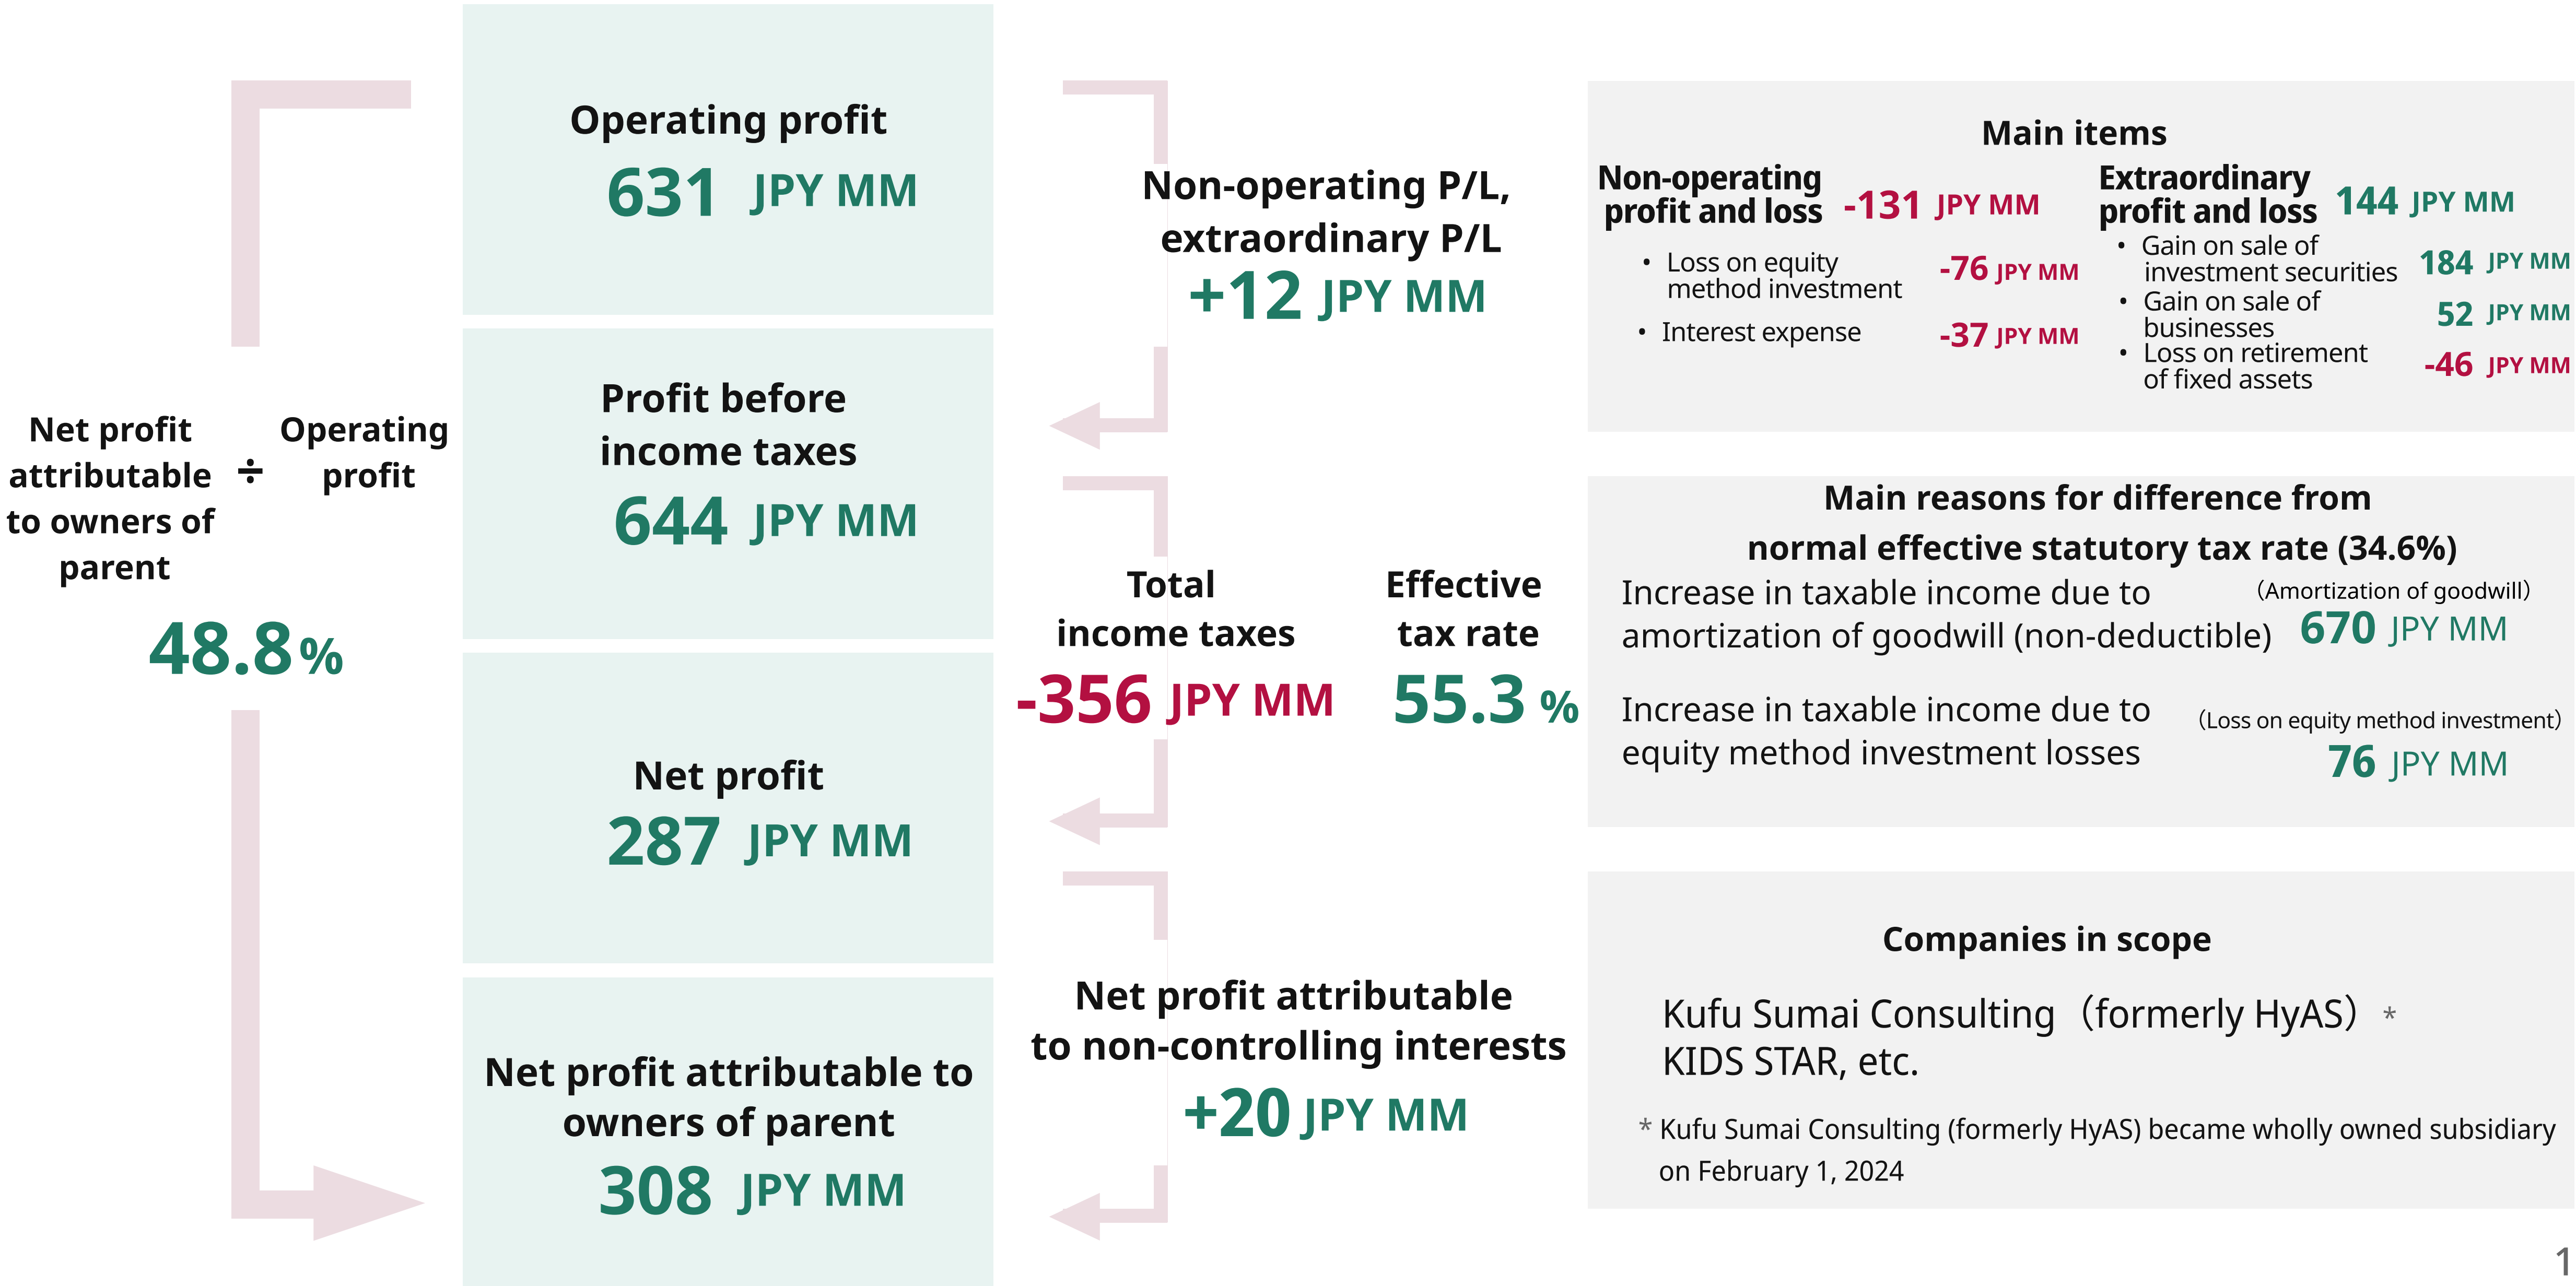 Net profit
attributable
to owners of
parent
÷
Operating
profit
48.8%
Operating profit
631 JPY MM
Profit before
income taxes
644 JPY MM
Net profit
287 JPY MM
Net profit attributable to
owners of parent
308 JPY MM
Non-operating P/L,
extraordinary P/L
+12 JPY MM
Total
income taxes
-356 JPY MM
Effective
tax rate
55.3 %
Net profit attributable
to non-controlling interests
+20 JPY MM
Main items
Non-operating
profit and loss
-131 JPY MM
• Loss on equity
method investment
-76 JPY MM
• Interest expense
-37 JPY MM
Extraordinary
profit and loss
144 JPY MM
• Gain on sale of
investment securities
184 JPY MM
• Gain on sale of
businesses
52 JPY MM
• Loss on retirement
of fixed assets
-46 JPY MM
Main reasons for difference from
normal effective statutory tax rate (34.6%)
Increase in taxable income due to
amortization of goodwill (non-deductible)
（Amortization of goodwill）
670 JPY MM
Increase in taxable income due to
equity method investment losses
（Loss on equity method investment）
76 JPY MM
Companies in scope
Kufu Sumai Consulting（formerly HyAS）*
KIDS STAR, etc.
* Kufu Sumai Consulting (formerly HyAS) became wholly owned subsidiary
on February 1, 2024
1